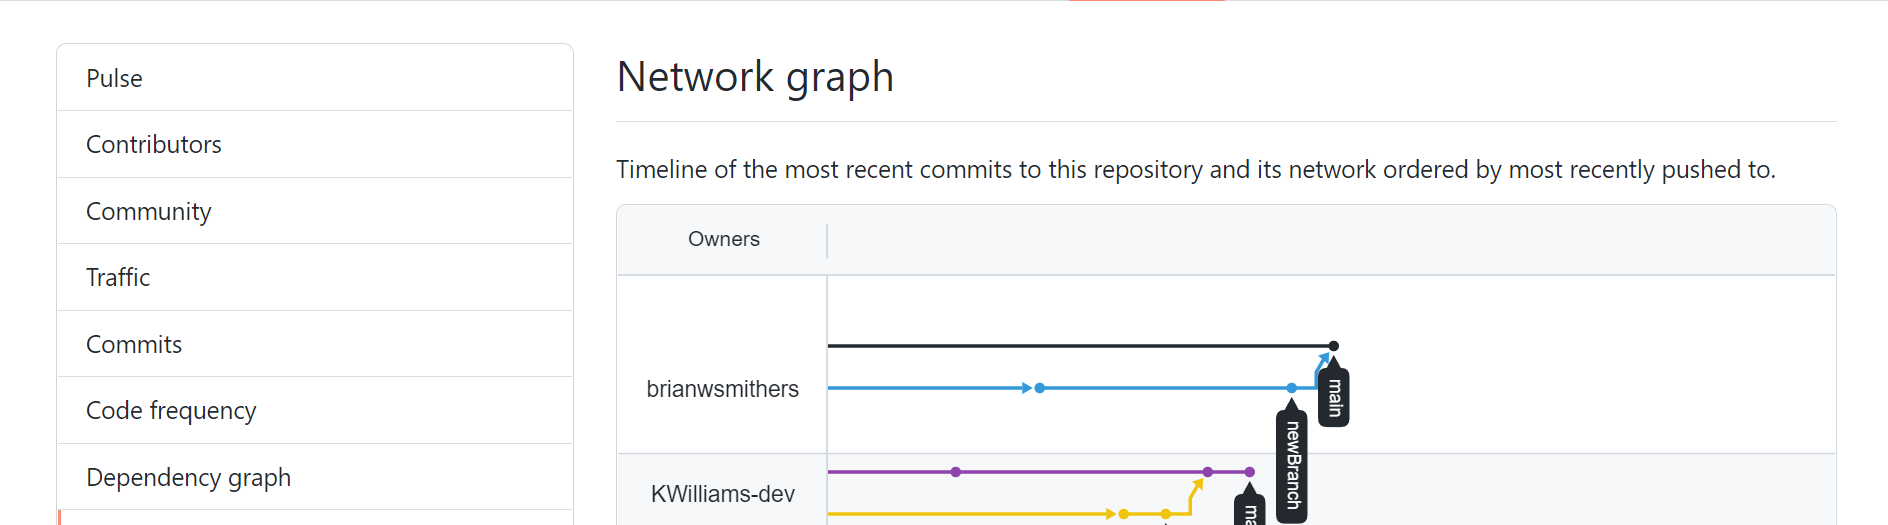 Pulse
Contributors
Community
Traffic
Commits
Code frequency
Dependency graph
Network graph
Timeline of the most recent commits to this repository and its network ordered by most recently pushed to.
Owners
brianwsmithers
main
newBranch
KWilliams-dev